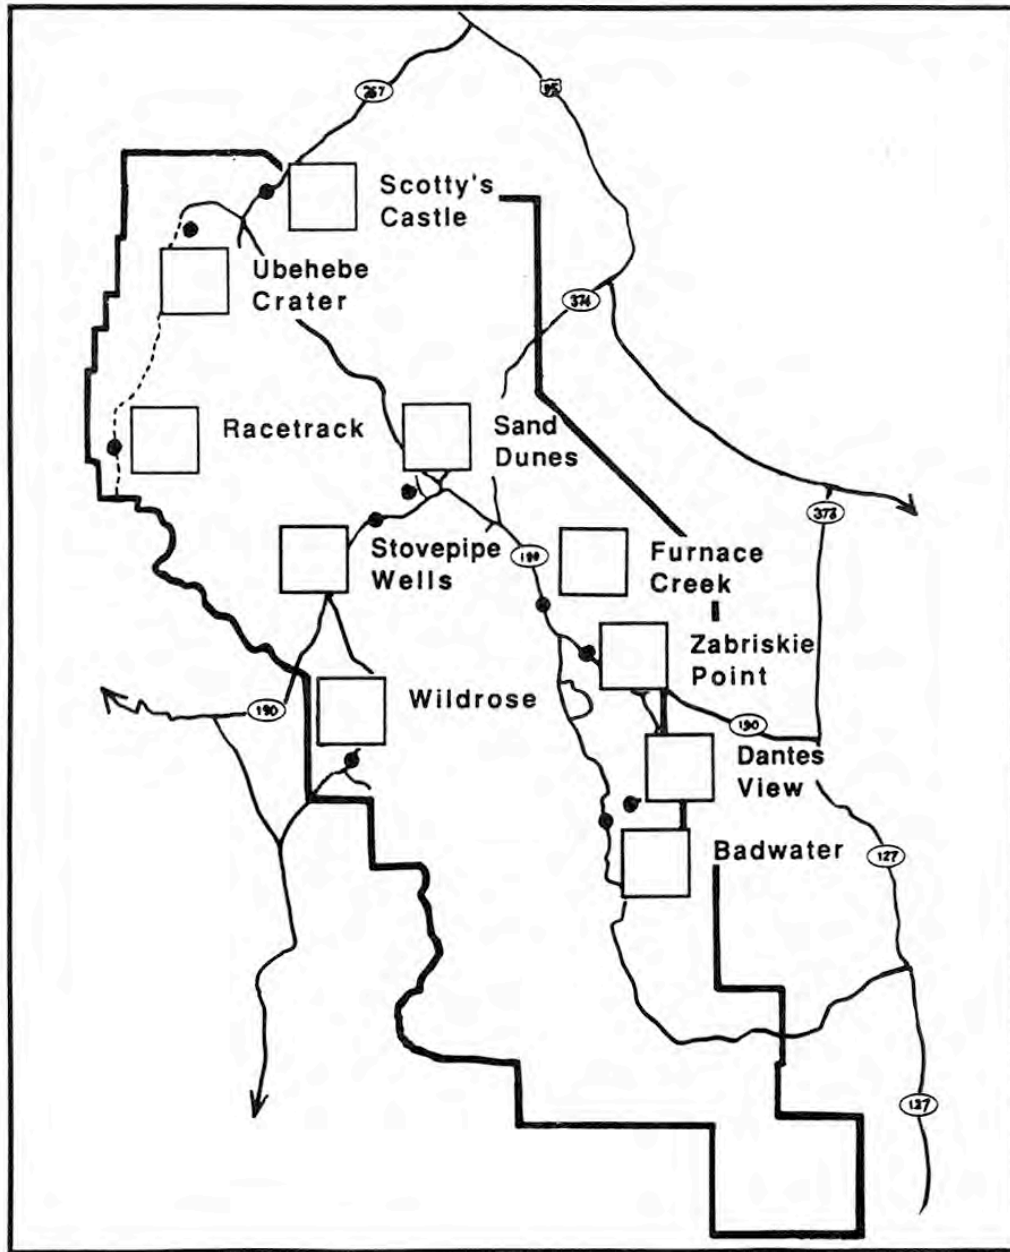 267
95
Scotty's
Castle
Ubehebe
Crater
374
Racetrack
Sand
Dunes
373
Stovepipe
Wells
190
Furnace
Creek
Zabriskie
Point
Wildrose
190
190
Dantes
View
Badwater
127
127